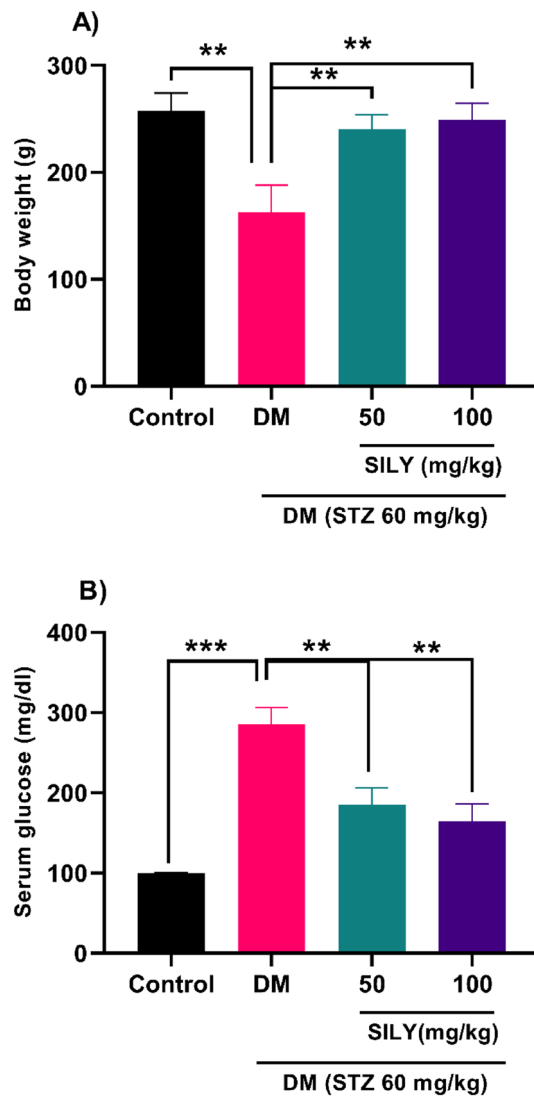 A)
** **
**
300
200
100
0
Body weight (g)
Control DM 50 100
SILY (mg/kg)
DM (STZ 60 mg/kg)
B)
*** ** **
400
300
200
100
0
Serum glucose (mg/dl)
Control DM 50 100
SILY(mg/kg)
DM (STZ 60 mg/kg)